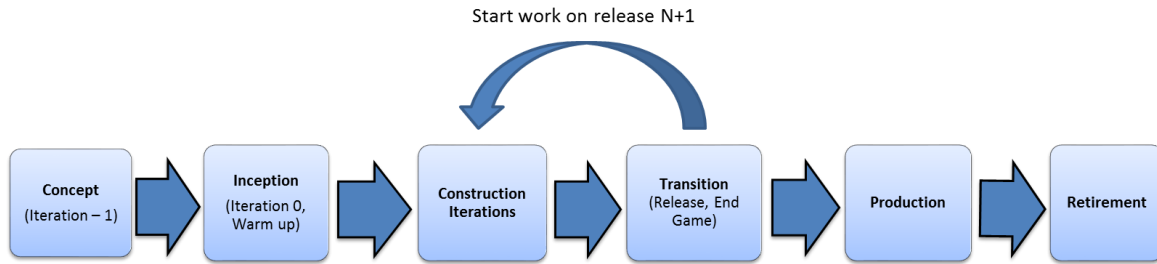 Start work on release N+1
Concept
(Iteration – 1)
Inception
(Iteration 0,
Warm up)
Construction
Iterations
Transition
(Release, End
Game)
Production
Retirement